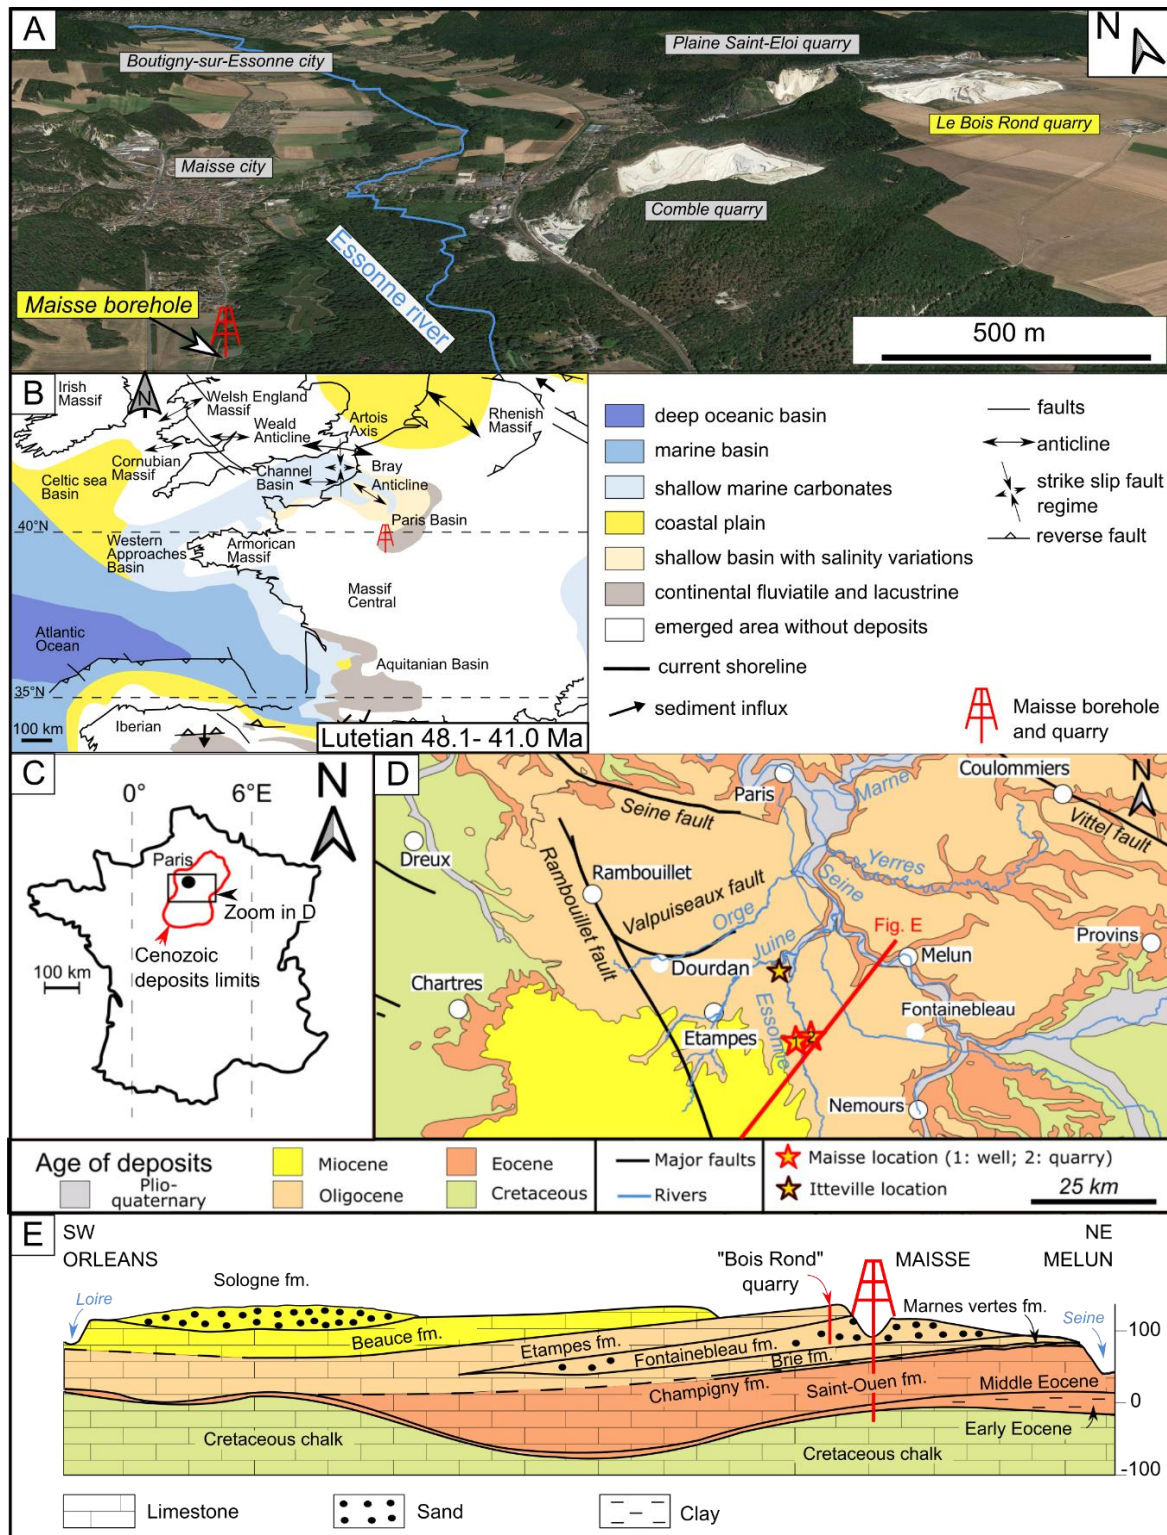 A
N
Boutigny-sur-Essonne city
Plaine Saint-Eloi quarry
Le Bois Rond quarry
Maisse city
Comble quarry
Essonne river
Maisse borehole
500 m
B
N
Irish
Massif
Welsh England
Massif
Weald
Anticline
Artois
Axis
Rhenish
Massif
Cornubian
Massif
Celtic sea
Basin
Channel
Basin
Bray
Anticline
Paris Basin
40°N
Western
Approaches
Basin
Armorican
Massif
Massif
Central
Atlantic
Ocean
Aquitanian Basin
35°N
100 km
Iberian
Lutetian 48.1- 41.0 Ma
deep oceanic basin
marine basin
shallow marine carbonates
coastal plain
shallow basin with salinity variations
continental fluviatile and lacustrine
emerged area without deposits
current shoreline
sediment influx
faults
anticline
strike slip fault
regime
reverse fault
Maisse borehole
and quarry
C
0°
6°E
N
Paris
Zoom in D
Cenozoic
deposits limits
100 km
D
N
Paris
Marne
Coulommiers
Seine fault
Vittel fault
Dreux
Rambouillet
Yerres
Rambouillet fault
Valpuiseaux fault
Orge
Seine
Juine
Fig. E
Provins
Dourdan
Melun
Chartres
Essonne
Fontainebleau
Etampes
1
2
Nemours
Age of deposits
Plio-
quaternary
Miocene
Oligocene
Eocene
Cretaceous
Major faults
Rivers
Maisse location (1: well; 2: quarry)
Itteville location
25 km
E
SW
ORLEANS
NE
MELUN
"Bois Rond"
quarry
MAISSE
Sologne fm.
Marnes vertes fm.
Loire
Seine
Beauce fm.
Etampes fm.
Fontainebleau fm.
Brie fm.
Champigny fm.
Saint-Ouen fm.
Middle Eocene
Early Eocene
Cretaceous chalk
Cretaceous chalk
100
0
-100
Limestone
Sand
Clay